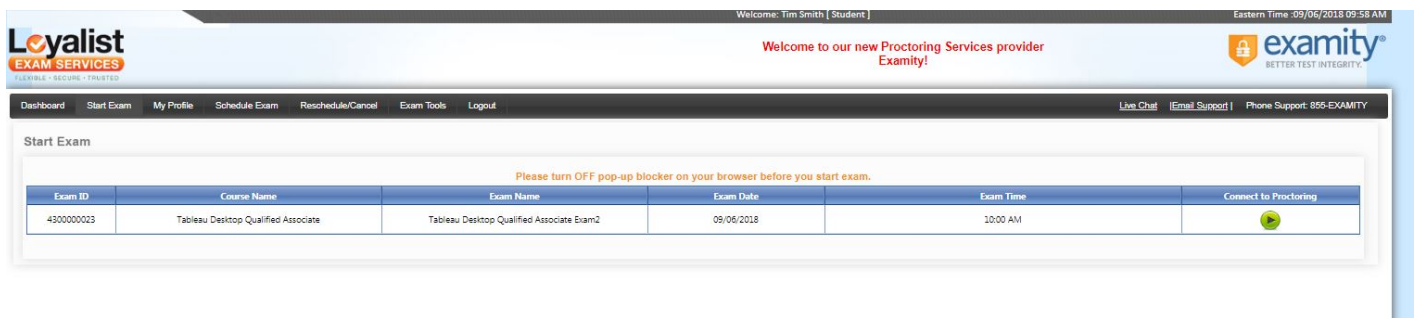 Welcome: Tim Smith [ Student ]
Eastern Time :09/06/2018 09:58 AM
Loyalist
EXAM SERVICES
FLEXIBLE - SECURE - TRUSTED
Welcome to our new Proctoring Services provider
Examity!
examity®
BETTER TEST INTEGRITY.
Dashboard Start Exam My Profile Schedule Exam Reschedule/Cancel Exam Tools Logout
Live Chat |Email Support | Phone Support: 855-EXAMITY
Start Exam
Please turn OFF pop-up blocker on your browser before you start exam.
Exam ID Course Name Exam Name Exam Date Exam Time Connect to Proctoring
4300000023 Tableau Desktop Qualified Associate Tableau Desktop Qualified Associate Exam2 09/06/2018 10:00 AM